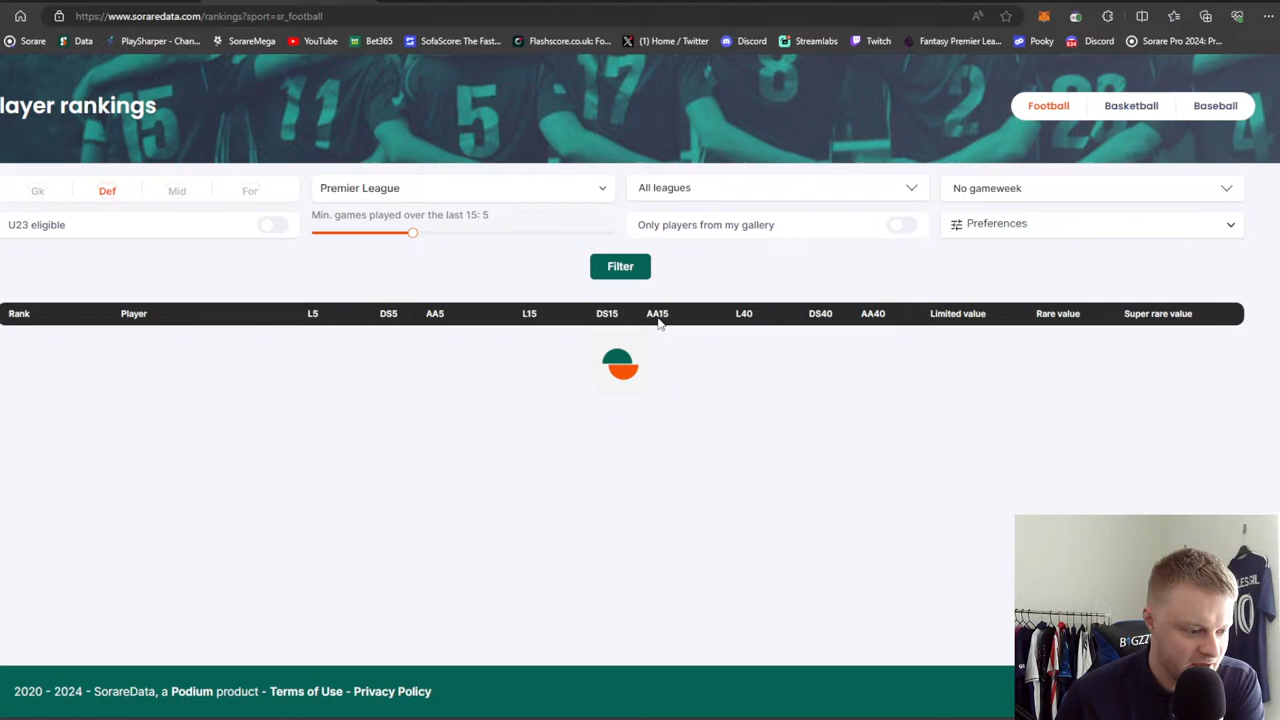 https://www.soraredata.com/rankings?sport=sr_football
Sorare
Data
PlaySharper - Chan...
SorareMega
YouTube
Bet365
SofaScore: The Fast...
Flashscore.co.uk: Fo...
(1) Home / Twitter
Discord
Streamlabs
Twitch
Fantasy Premier Lea...
Pooky
Discord
Sorare Pro 2024: Pr...
layer rankings
Football
Basketball
Baseball
Gk
Def
Mid
For
Premier League
All leagues
No gameweek
U23 eligible
Min. games played over the last 15: 5
Only players from my gallery
Preferences
Filter
Rank Player L5 DS5 AA5 L15 DS15 AA15 L40 DS40 AA40 Limited value Rare value Super rare value
2020 - 2024 - SorareData, a Podium product - Terms of Use - Privacy Policy